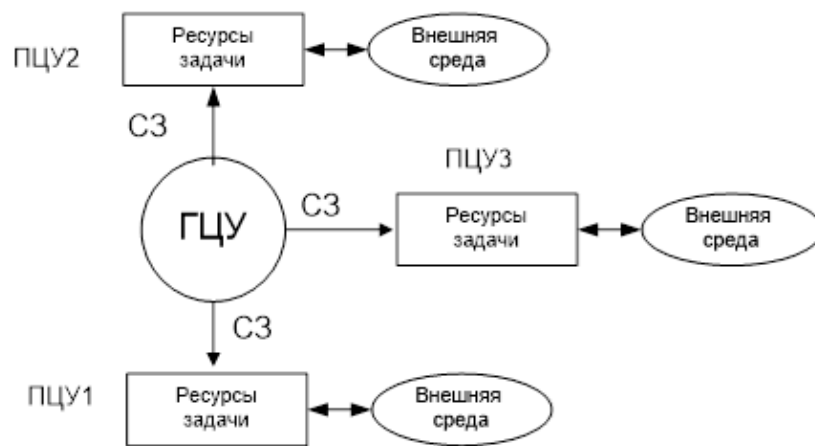 ПЦУ2
Ресурсы
задачи
Внешняя
среда
СЗ
ПЦУ3
ГЦУ
СЗ
Ресурсы
задачи
Внешняя
среда
СЗ
ПЦУ1
Ресурсы
задачи
Внешняя
среда